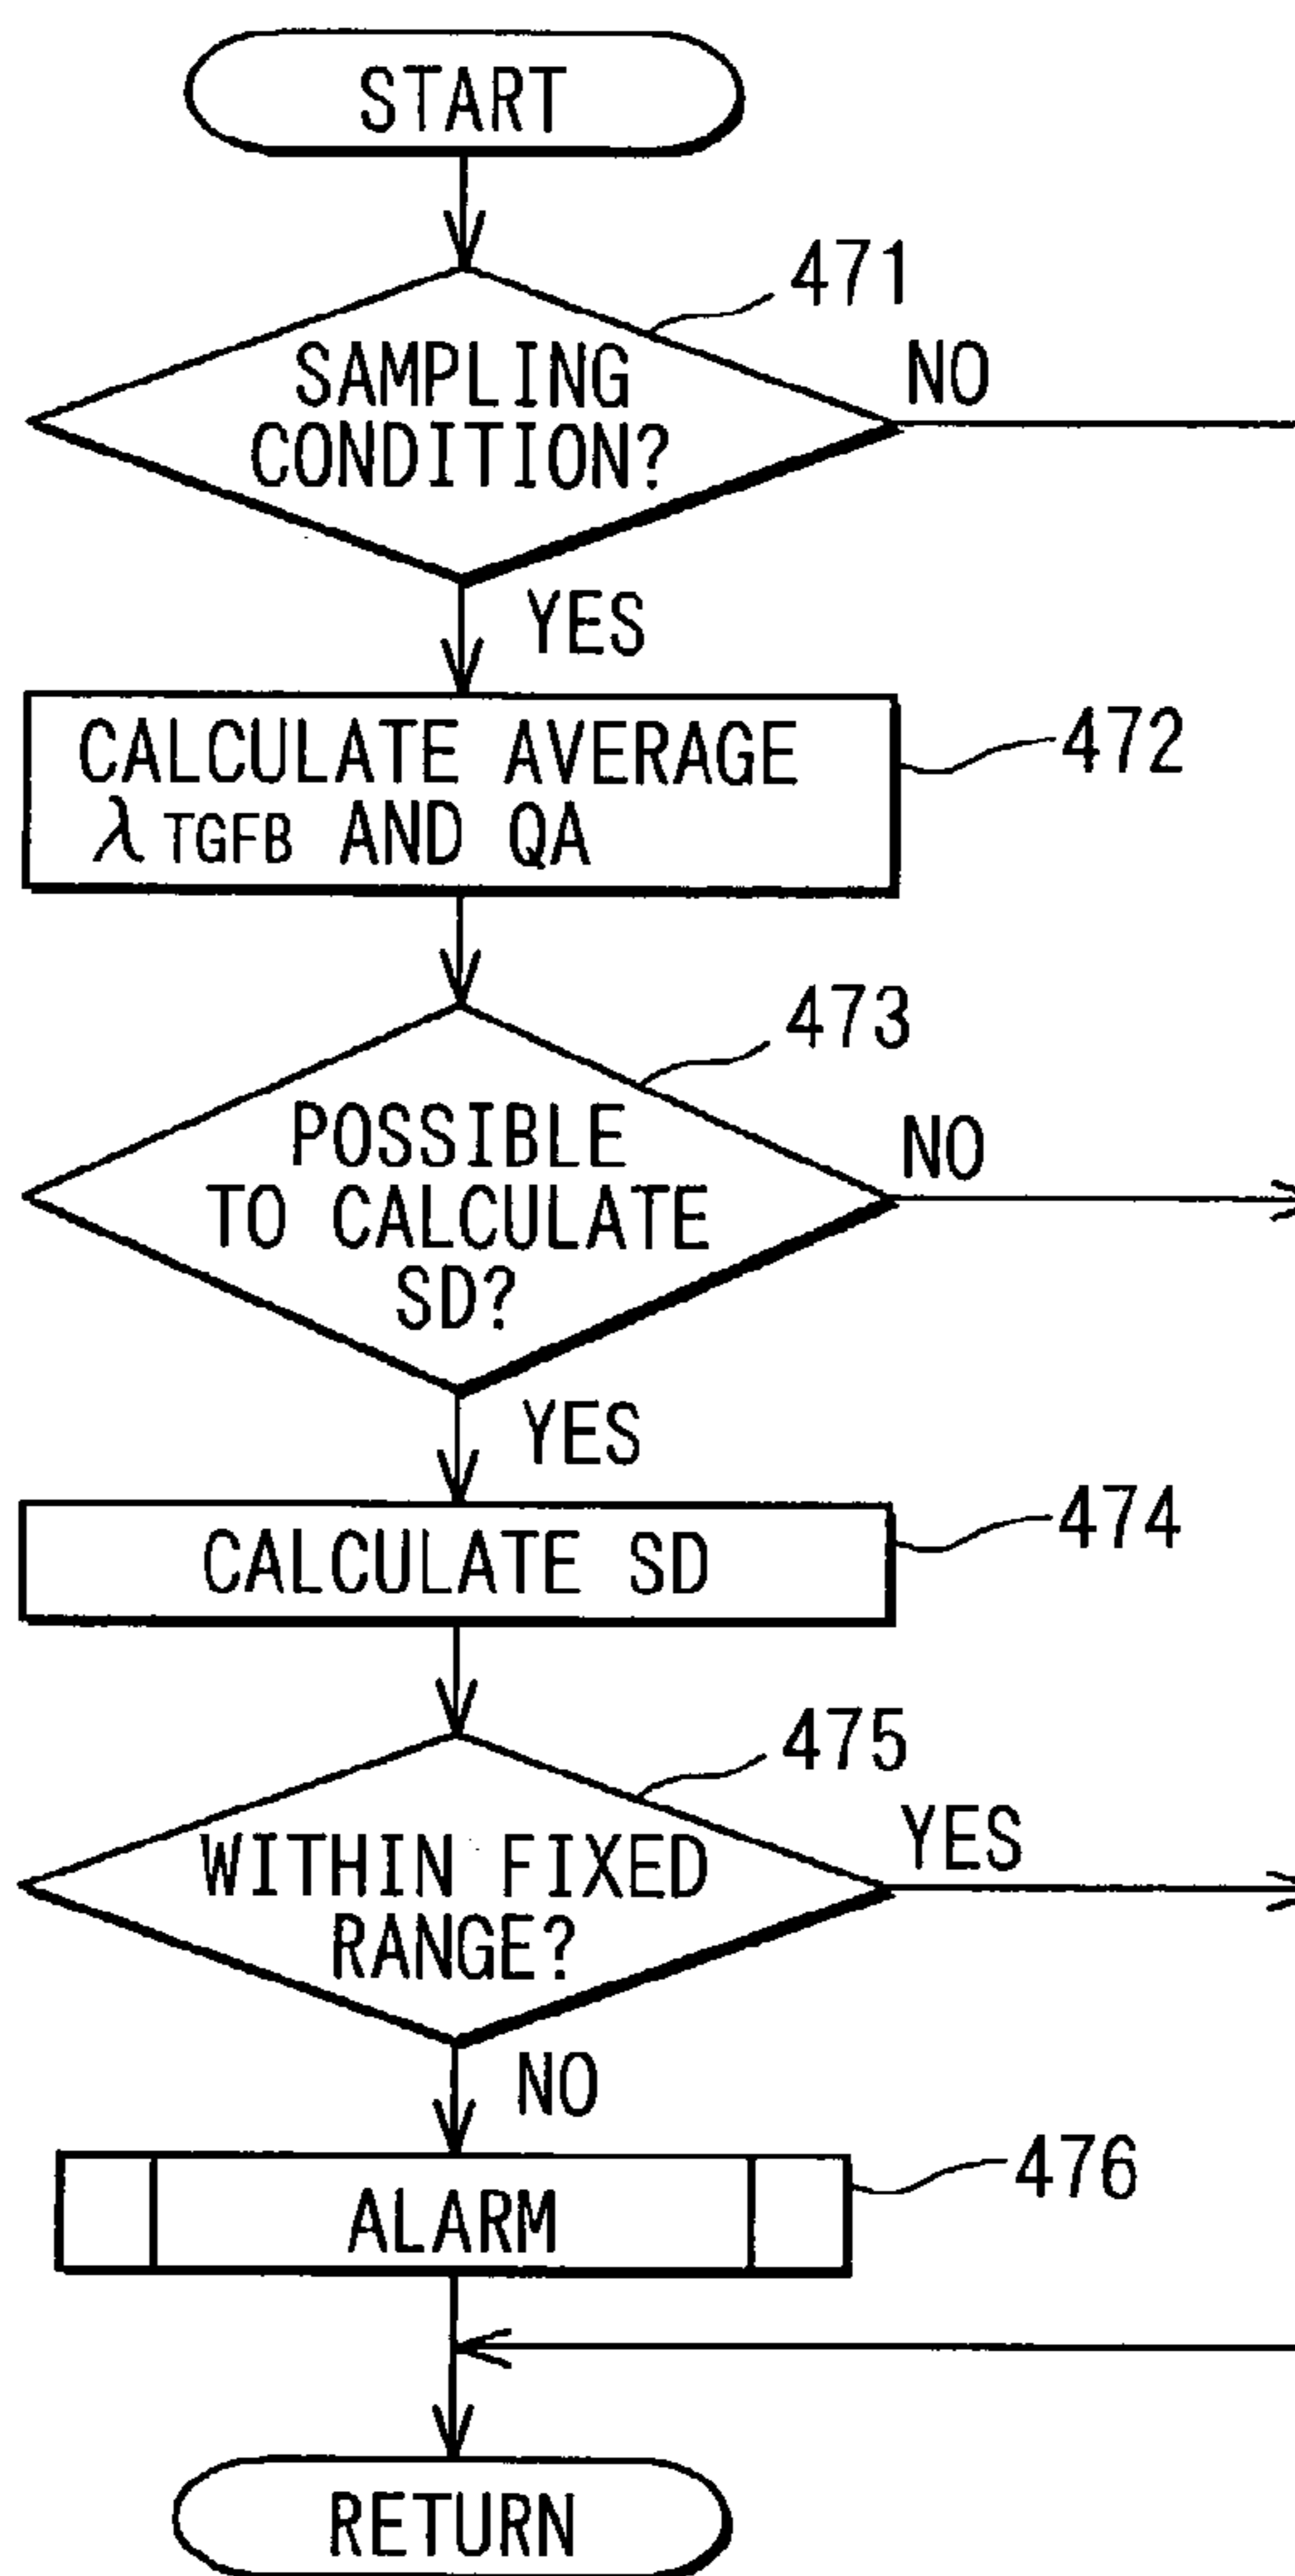 START
471
SAMPLING
CONDITION?
NO
YES
CALCULATE AVERAGE
λ TGFB AND QA
472
473
POSSIBLE
TO CALCULATE
SD?
NO
YES
CALCULATE SD
474
475
WITHIN FIXED
RANGE?
YES
NO
ALARM
476
RETURN